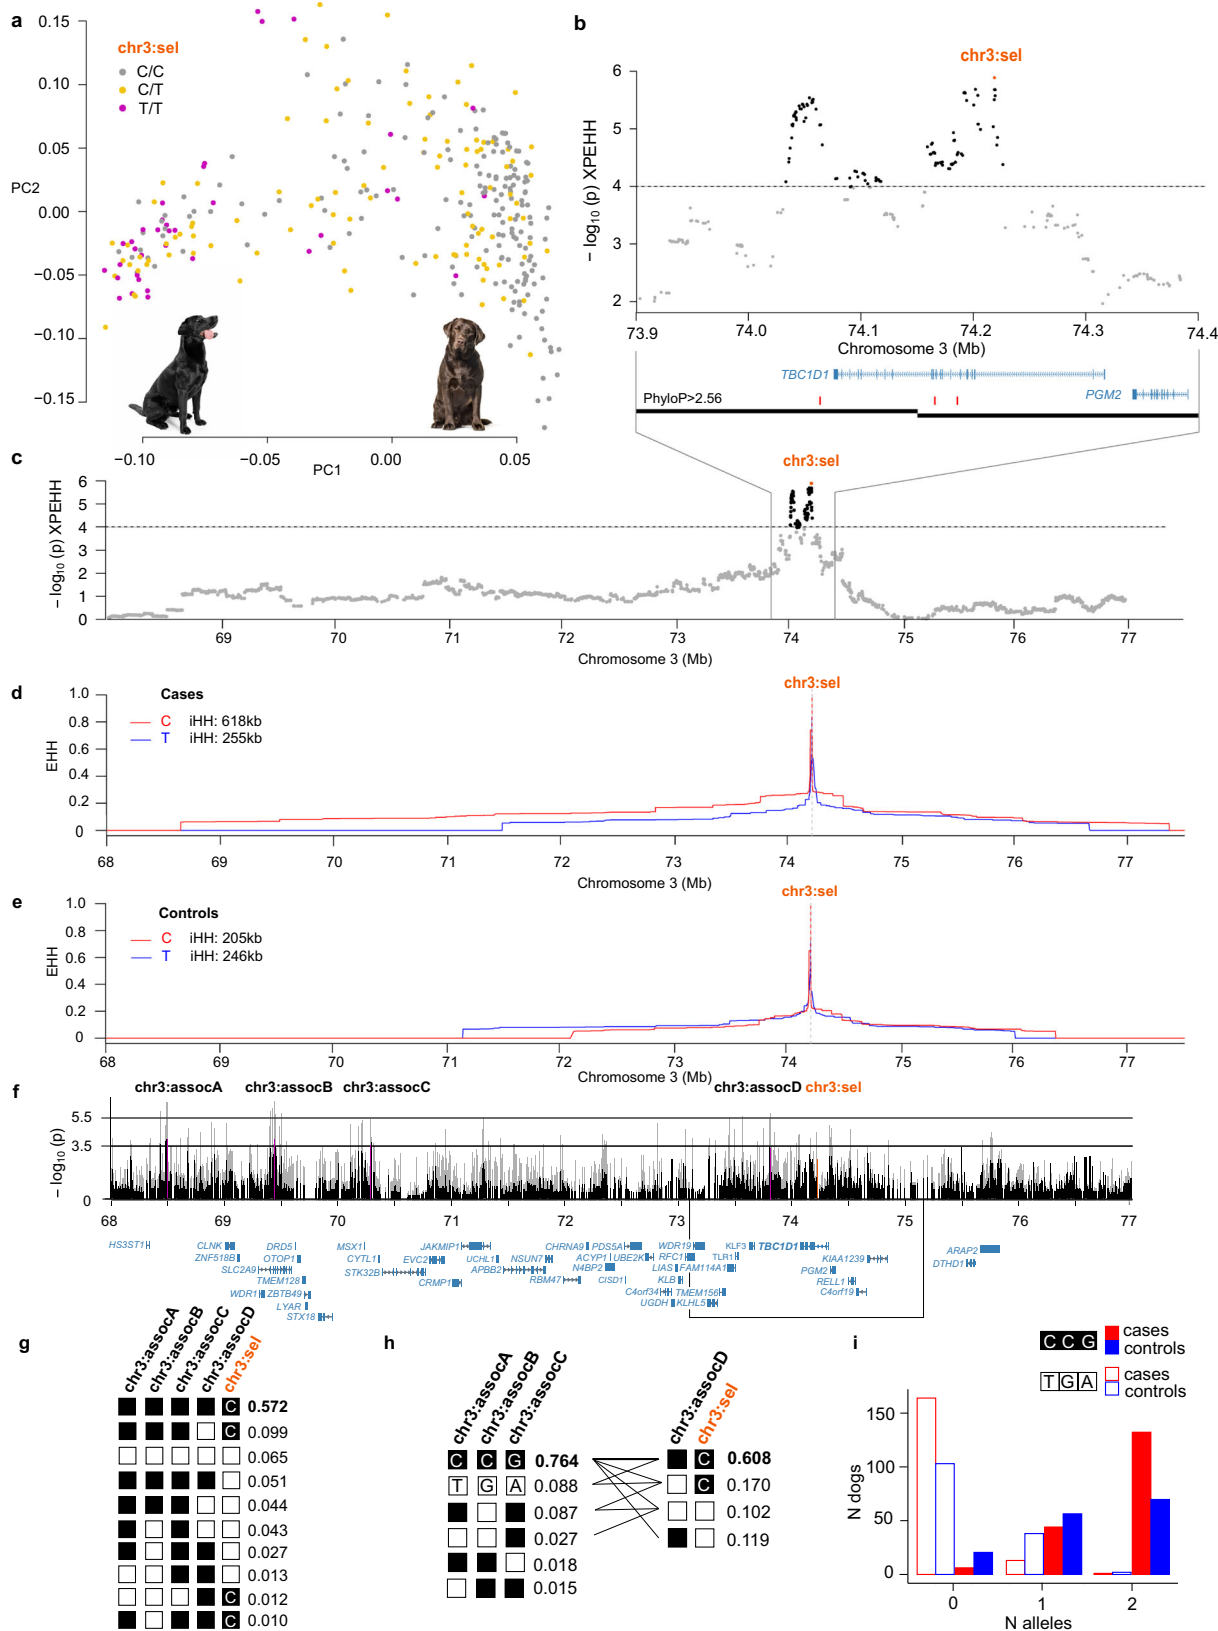 a
0.15
0.10
0.05
PC2
0.00
−0.05
−0.10
−0.15
chr3:sel
C/C
C/T
T/T
−0.10
−0.05
0.00
0.05
PC1
b
chr3:sel
6
5
4
3
2
− log10 (p) XPEHH
73.9
74.0
74.1
74.2
74.3
74.4
Chromosome 3 (Mb)
TBC1D1
PGM2
PhyloP>2.56
c
chr3:sel
− log10 (p) XPEHH
6
5
4
3
2
1
0
69
70
71
72
73
74
75
76
77
Chromosome 3 (Mb)
d
chr3:sel
Cases
C iHH: 618kb
T iHH: 255kb
EHH
1.0
0.8
0.6
0.4
0.2
0
68
69
70
71
72
73
74
75
76
77
Chromosome 3 (Mb)
e
chr3:sel
Controls
C iHH: 205kb
T iHH: 246kb
EHH
1.0
0.8
0.6
0.4
0.2
0
68
69
70
71
72
73
74
75
76
77
Chromosome 3 (Mb)
f
chr3:assocA
chr3:assocB
chr3:assocC
chr3:assocD
chr3:sel
− log10 (p)
5.5
3.5
0
68
69
70
71
72
73
74
75
76
77
HS3ST1 CLNK DRD5 MSX1 JAKMIP1 CHRNA9 PDS5A WDR19 KLF3 TBC1D1 ARAP2
ZNF518B OTOP1 CYTL1 EVC2 UCHL1 NSUN7 ACYP1 UBE2K RFC1 TLR1 KIAA1239 DTHD1
SLC2A9 STK32B APBB2 N4BP2 LIAS FAM114A1 PGM2
TMEM128 CRMP1 RBM47 CISD1 KLB RELL1
WDR1 ZBTB49 C4orf34 TMEM156 C4orf19
LYAR UGDH KLHL5
STX18
g
chr3:assocA
chr3:assocB
chr3:assocC
chr3:assocD
chr3:sel
C 0.572
C 0.099
0.065
0.051
0.044
0.043
0.027
0.013
C 0.012
C 0.010
h
chr3:assocA
chr3:assocB
chr3:assocC
C C G 0.764
T G A 0.088
0.087
0.027
0.018
0.015
chr3:assocD
chr3:sel
C 0.608
C 0.170
0.102
0.119
i
C C G cases
controls
T G A cases
controls
N dogs
150
100
50
0
0
1
2
N alleles